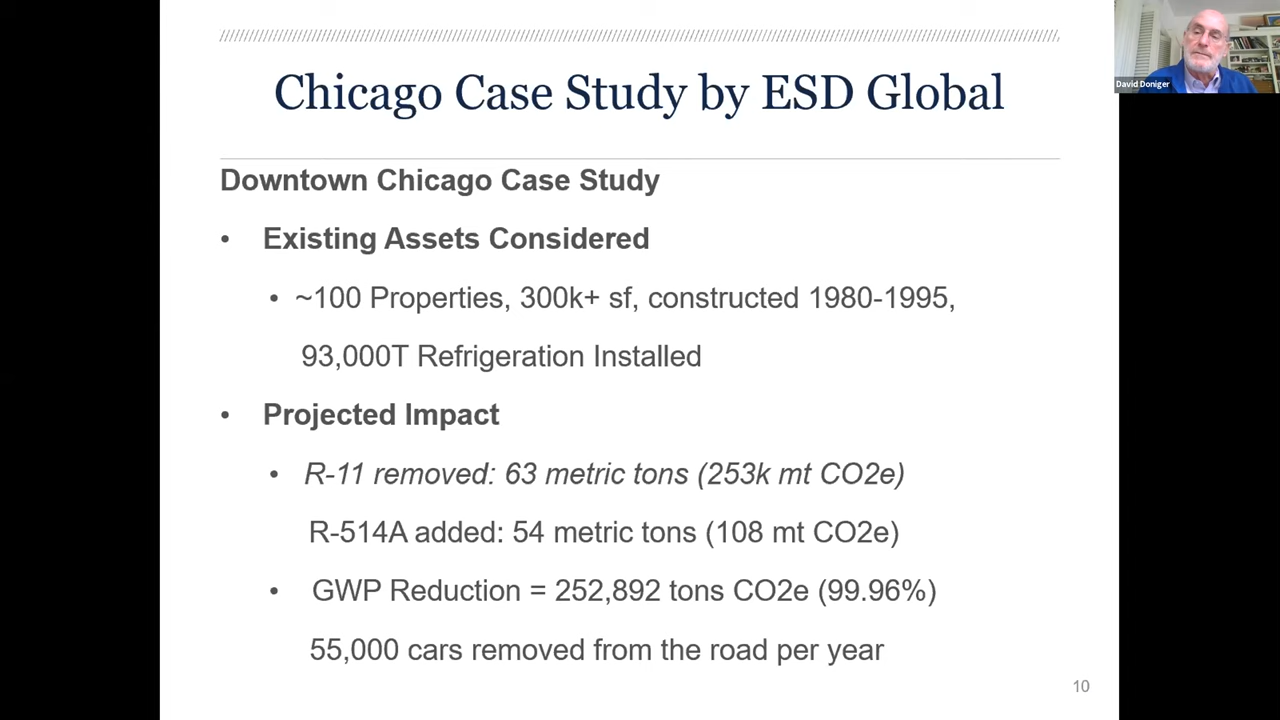 Chicago Case Study by ESD Global
David Doniger
Downtown Chicago Case Study
• Existing Assets Considered
• ~100 Properties, 300k+ sf, constructed 1980-1995,
93,000T Refrigeration Installed
• Projected Impact
• R-11 removed: 63 metric tons (253k mt CO2e)
R-514A added: 54 metric tons (108 mt CO2e)
• GWP Reduction = 252,892 tons CO2e (99.96%)
55,000 cars removed from the road per year
10